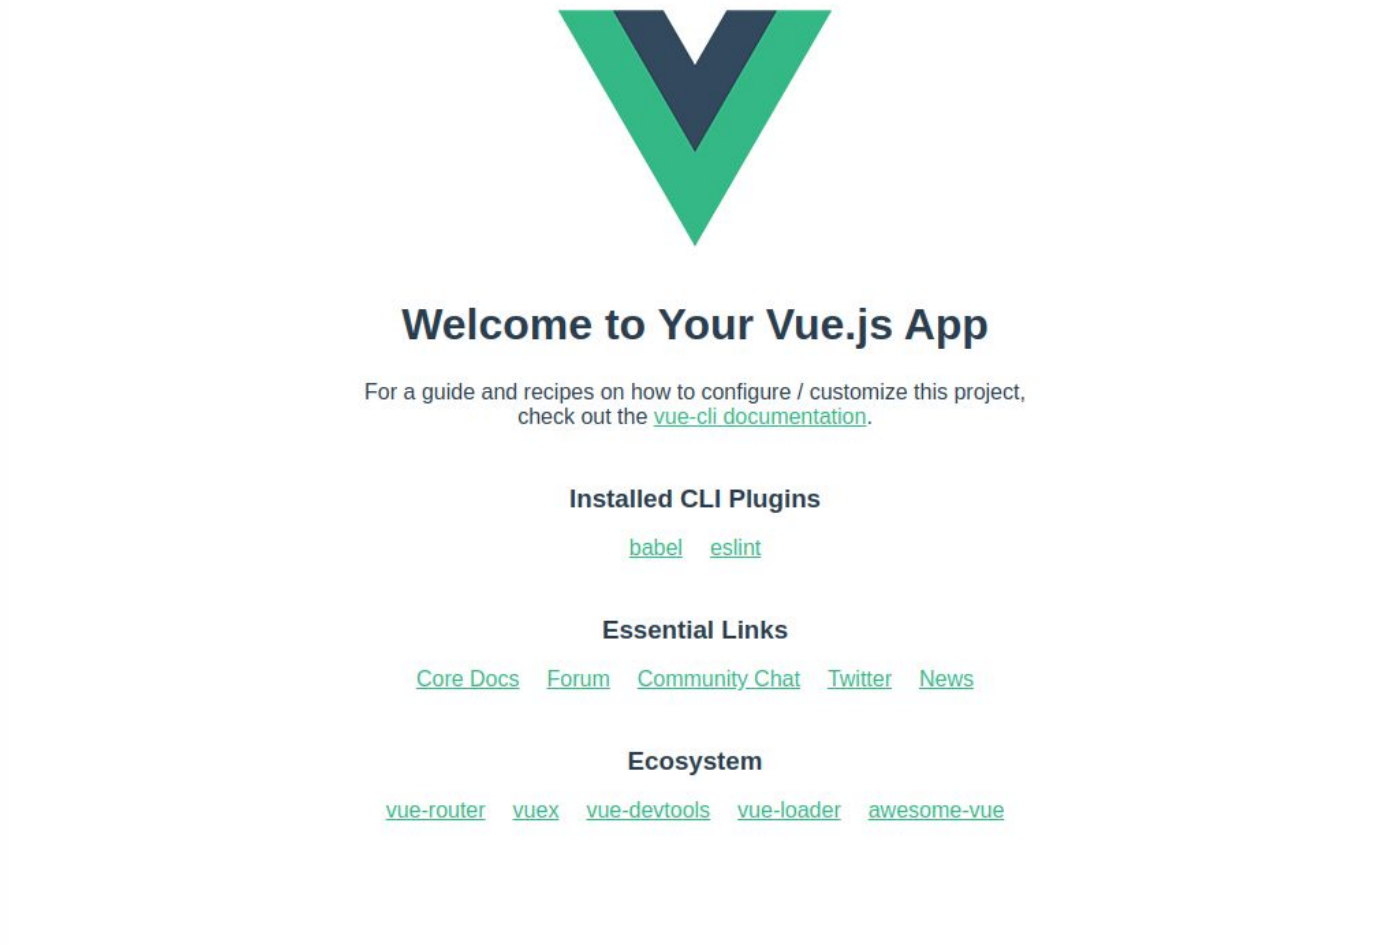 Welcome to Your Vue.js App
For a guide and recipes on how to configure / customize this project,
check out the vue-cli documentation.
Installed CLI Plugins
babel eslint
Essential Links
Core Docs Forum Community Chat Twitter News
Ecosystem
vue-router vuex vue-devtools vue-loader awesome-vue